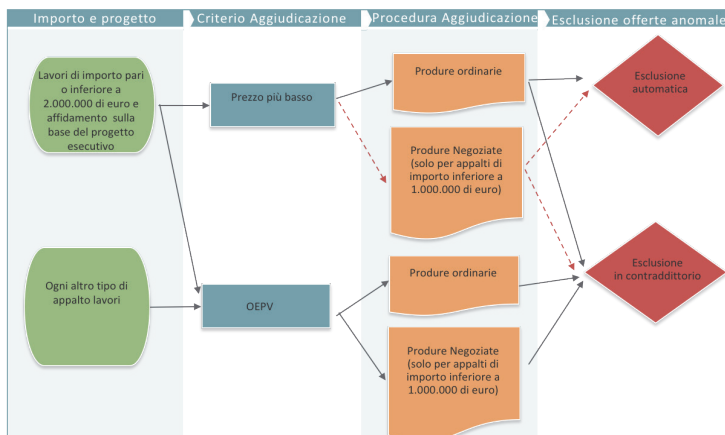 Importo e progetto
Criterio Aggiudicazione
Procedura Aggiudicazione
Esclusione offerte anomale
Lavori di importo pari
o inferiore a
2.000.000 di euro e
affidamento sulla
base del progetto
esecutivo
Prezzo più basso
Produre ordinarie
Esclusione
automatica
Produre Negoziate
(solo per appalti di
importo inferiore a
1.000.000 di euro)
Ogni altro tipo di
appalto lavori
OEPV
Produre ordinarie
Esclusione
in contraddittorio
Produre Negoziate
(solo per appalti di
importo inferiore a
1.000.000 di euro)